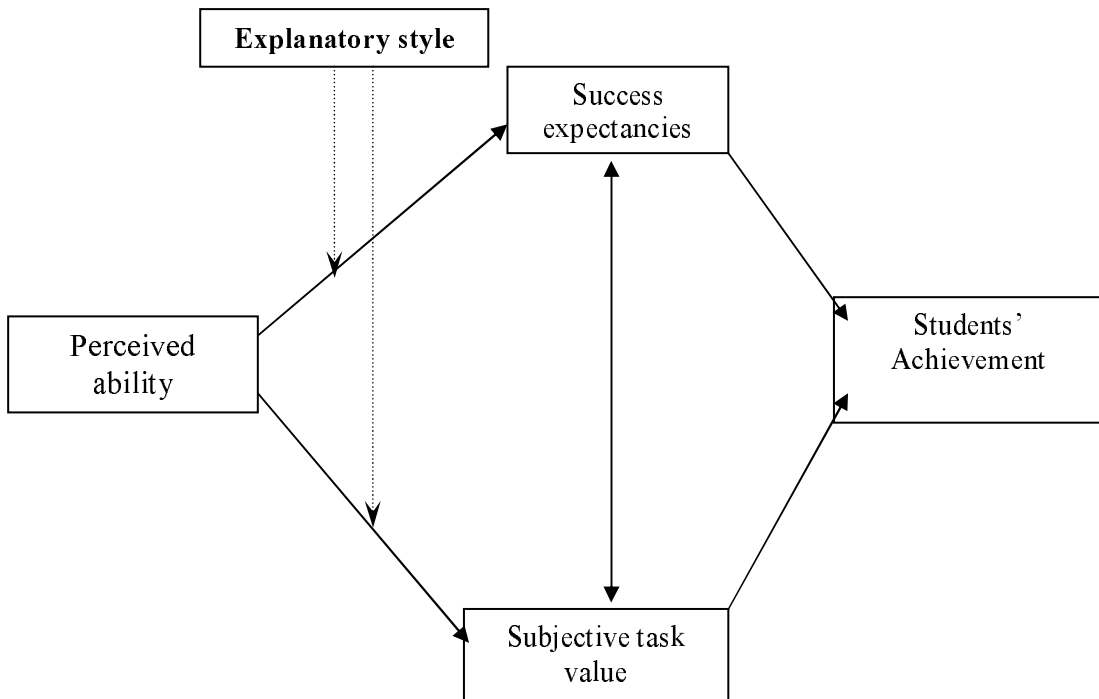 Explanatory style
Success
expectancies
Perceived
ability
Students’
Achievement
Subjective task
value